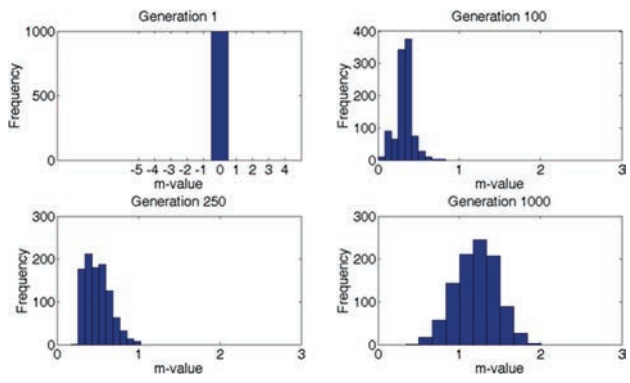 Generation 1
1000
500
0
Frequency
-5 -4 -3 -2 -1 0 1 2 3 4
m-value
Generation 100
400
300
200
100
0
Frequency
0 1 2 3
m-value
Generation 250
300
200
100
0
Frequency
0 1 2 3
m-value
Generation 1000
300
200
100
0
Frequency
0 1 2 3
m-value